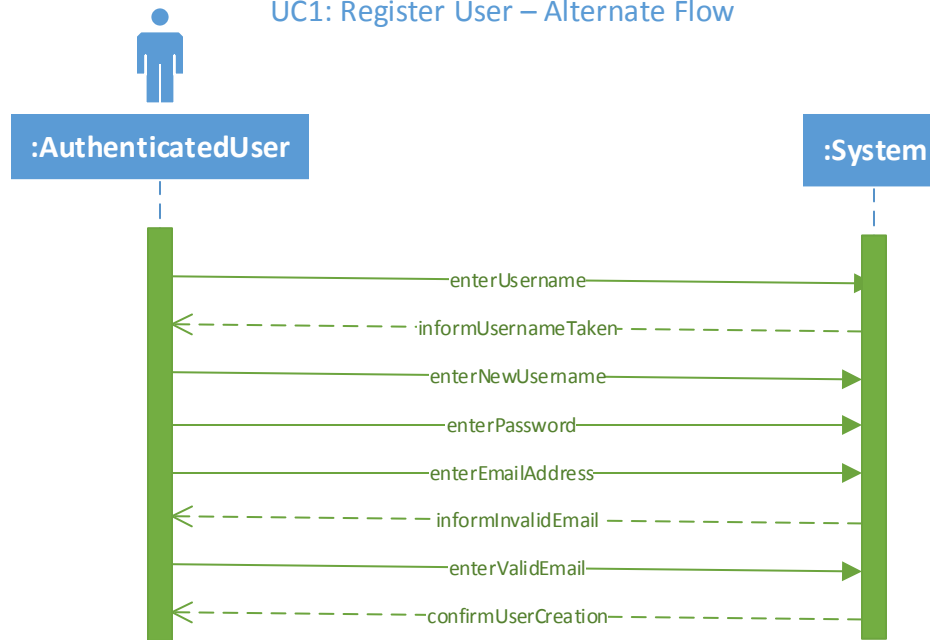 UC1: Register User – Alternate Flow
:AuthenticatedUser
:System
enterUsername
informUsernameTaken
enterNewUsername
enterPassword
enterEmailAddress
informInvalidEmail
enterValidEmail
confirmUserCreation